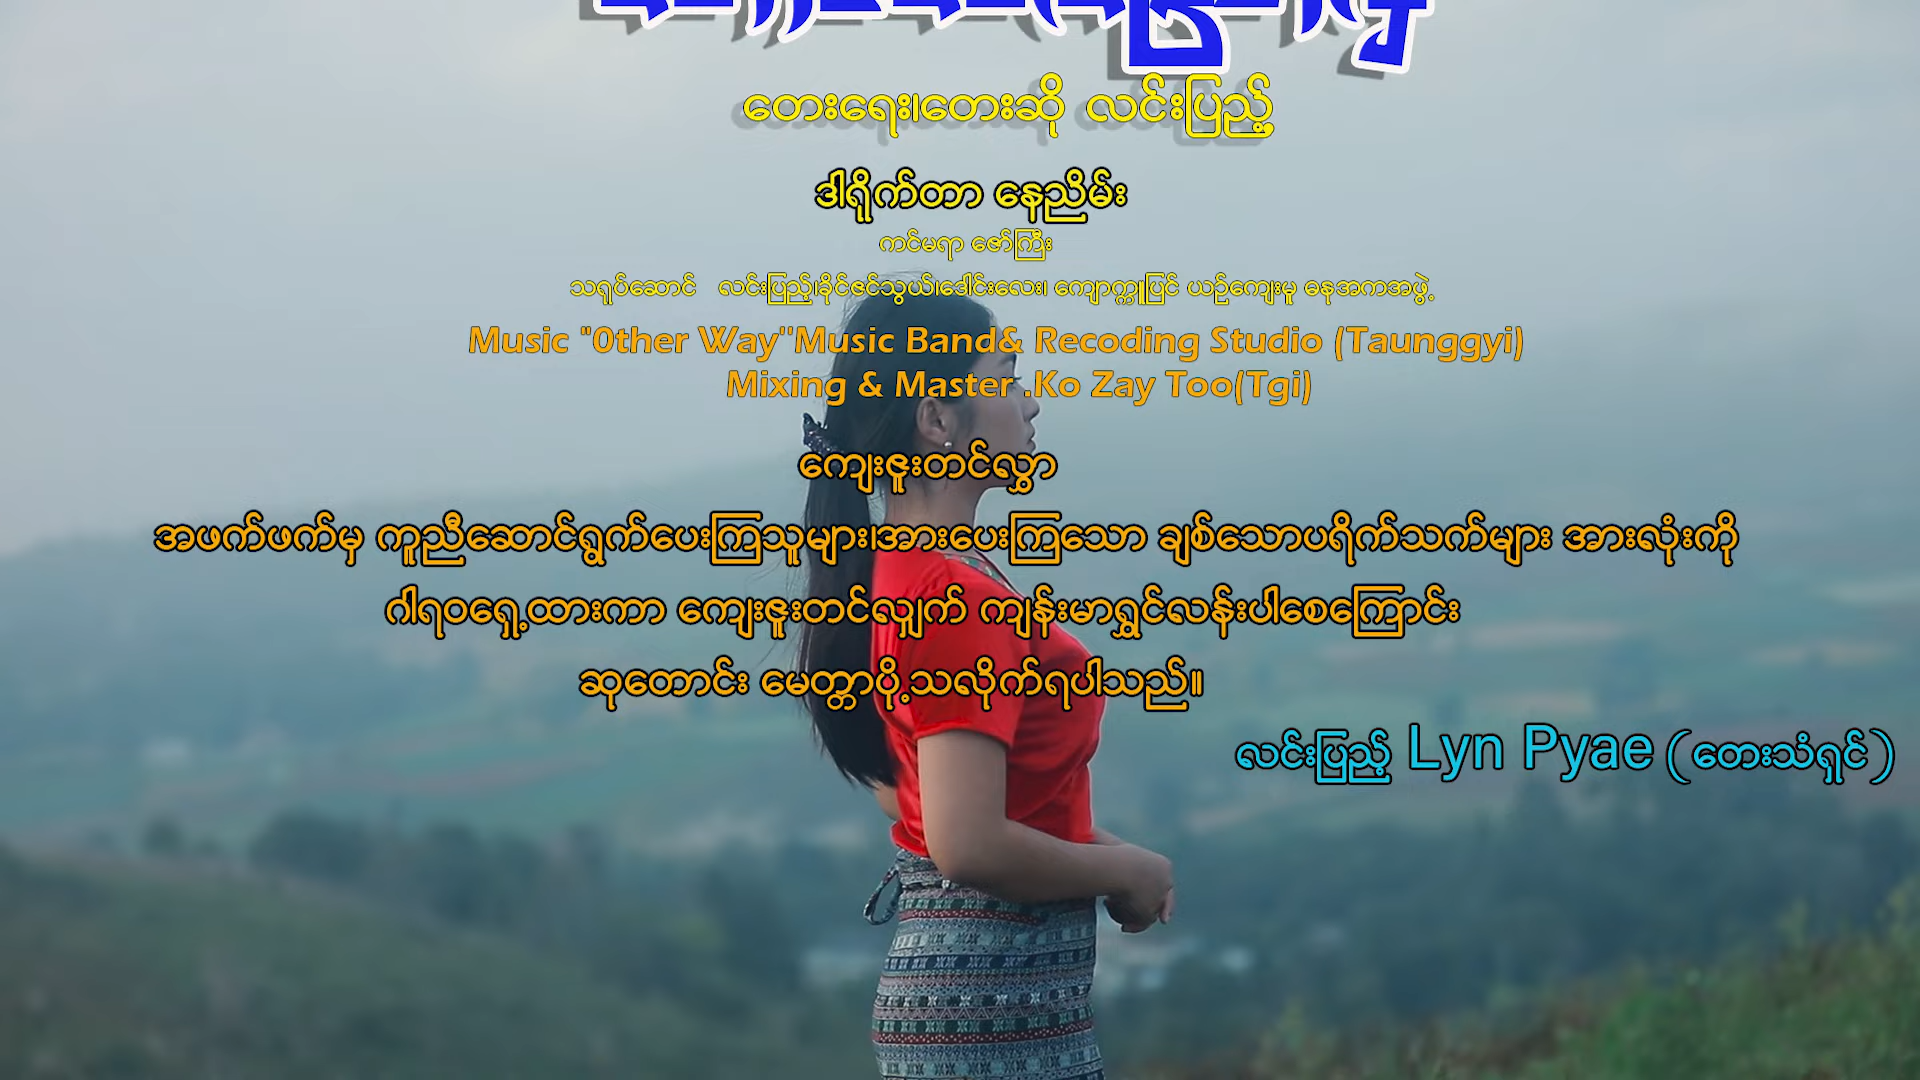 တေးရေး၊တေးဆို လင်းပြည့်
ဒါရိုက်တာ နေညိမ်း
ကင်မရာ ဇော်ကြီး
သရုပ်ဆောင် လင်းပြည့်၊ခိုင်ဇင်သွယ်၊ဒေါင်းလေး၊ ကျောက္ကူပြင် ယဉ်ကျေးမှု ဓနုအကအဖွဲ့
Music "0ther Way''Music Band& Recoding Studio (Taunggyi)
Mixing & Master .Ko Zay Too(Tgi)
ကျေးဇူးတင်လွှာ
အဖက်ဖက်မှ ကူညီဆောင်ရွက်ပေးကြသူများ၊အားပေးကြသော ချစ်သောပရိက်သက်များ အားလုံးကို
ဂါရဝရှေ့ထားကာ ကျေးဇူးတင်လျှက် ကျန်းမာရွှင်လန်းပါစေကြောင်း
ဆုတောင်း မေတ္တာပို့သလိုက်ရပါသည်။
လင်းပြည့် Lyn Pyae (တေးသံရှင်)